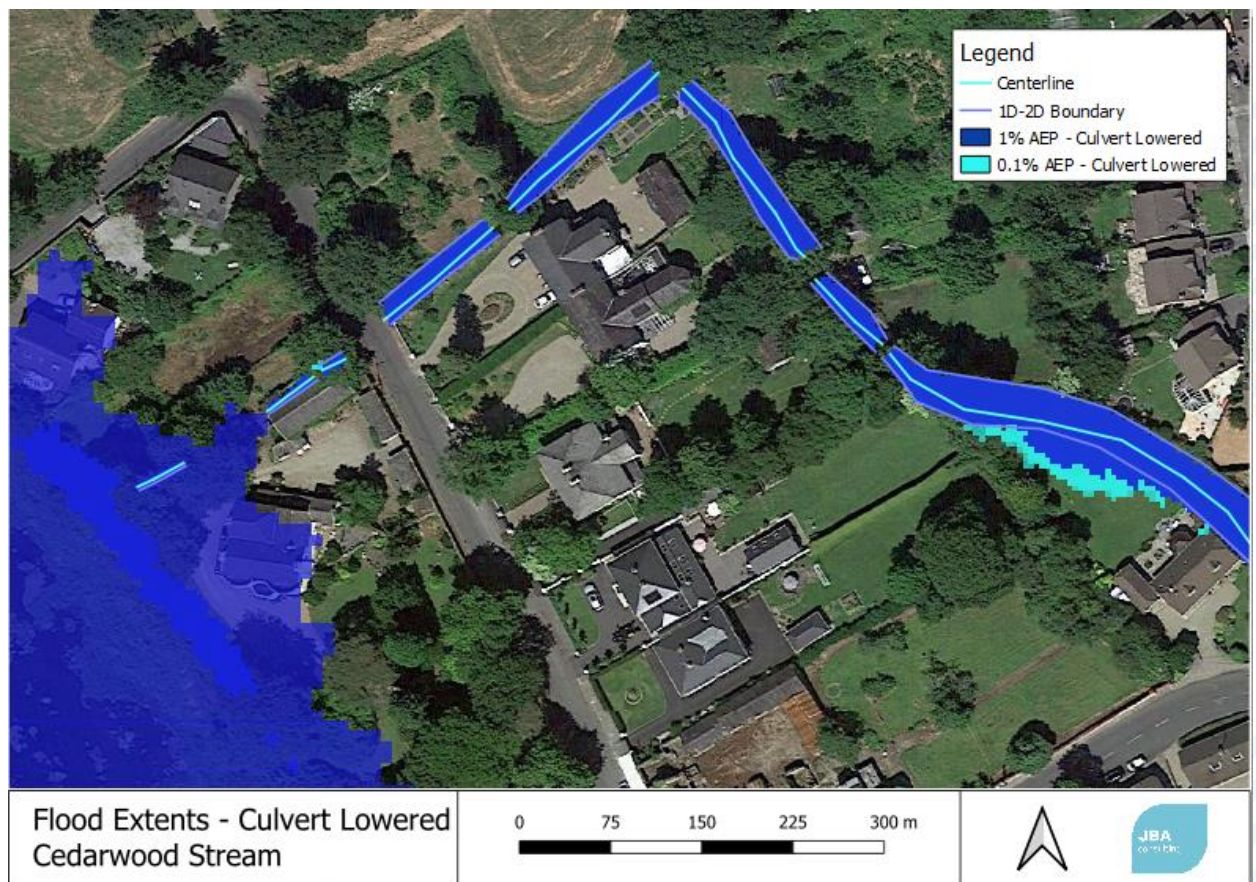 Legend
Centerline
1D-2D Boundary
1% AEP - Culvert Lowered
0.1% AEP - Culvert Lowered
Flood Extents - Culvert Lowered
Cedarwood Stream
0 75 150 225 300 m
JBA
consulting